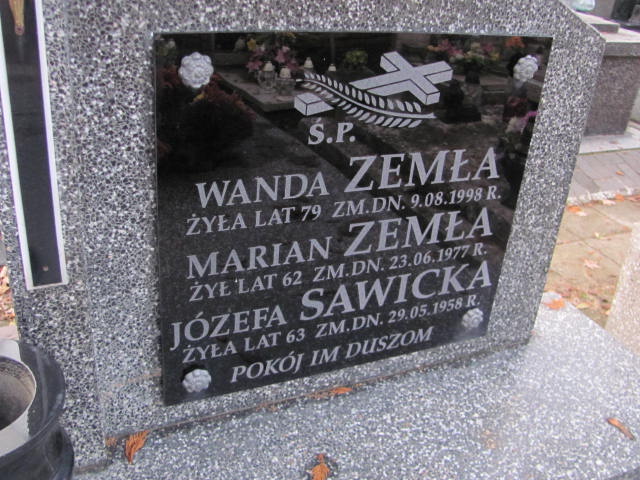 Ś.P.
WANDA ZEMŁA
ŻYŁA LAT 79 ZM.DN. 9.08.1998 R.
MARIAN ZEMŁA
ŻYŁ LAT 62 ZM.DN. 23.06.1977 R.
JÓZEFA SAWICKA
ŻYŁA LAT 63 ZM.DN. 29.05.1958 R.
POKÓJ IM DUSZOM